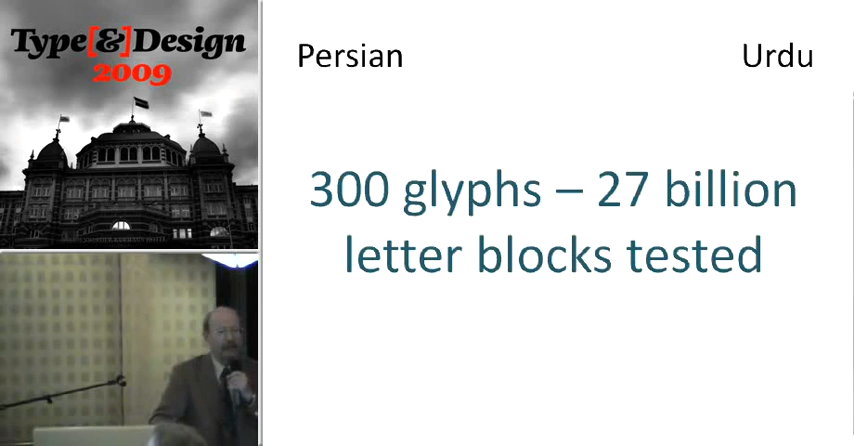 Type[&]Design
2009
Persian
Urdu
300 glyphs – 27 billion
letter blocks tested